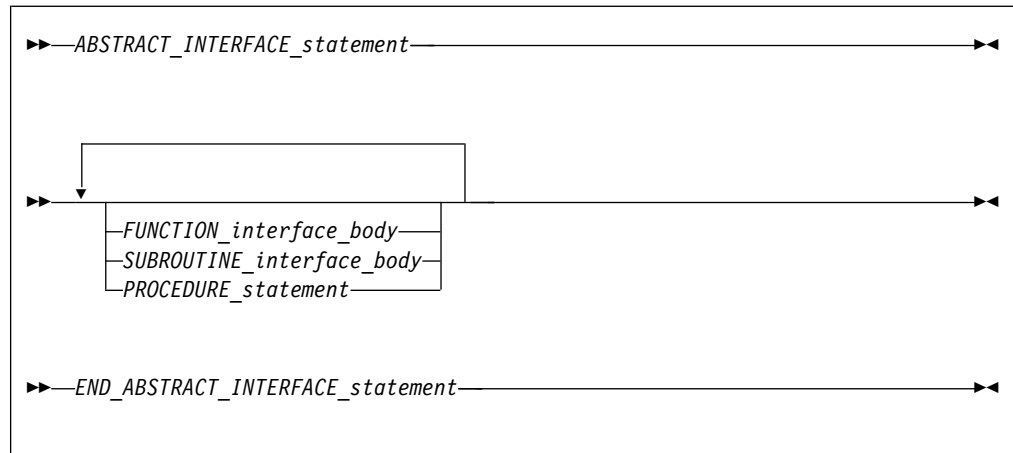 ABSTRACT_INTERFACE_statement
FUNCTION_interface_body
SUBROUTINE_interface_body
PROCEDURE_statement
END_ABSTRACT_INTERFACE_statement